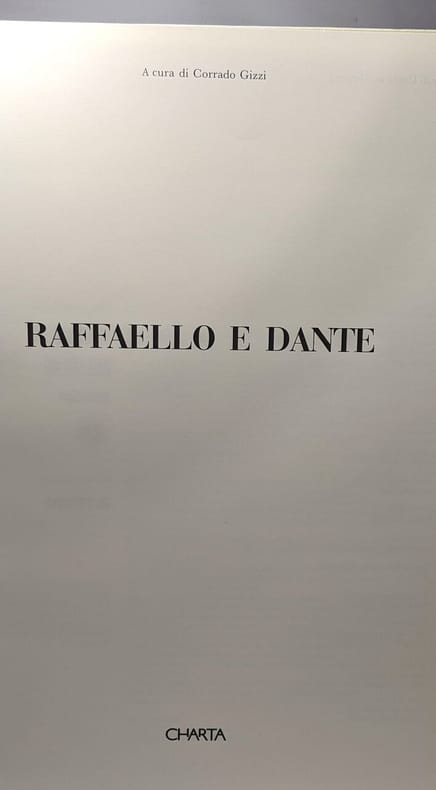 A cura di Corrado Gizzi
RAFFAELLO E DANTE
CHARTA